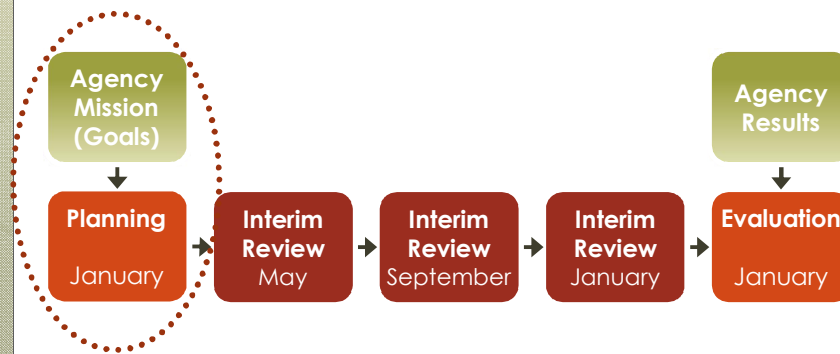 Agency
Mission
(Goals)
Agency
Results
Planning
January
Interim
Review
May
Interim
Review
September
Interim
Review
January
Evaluation
January